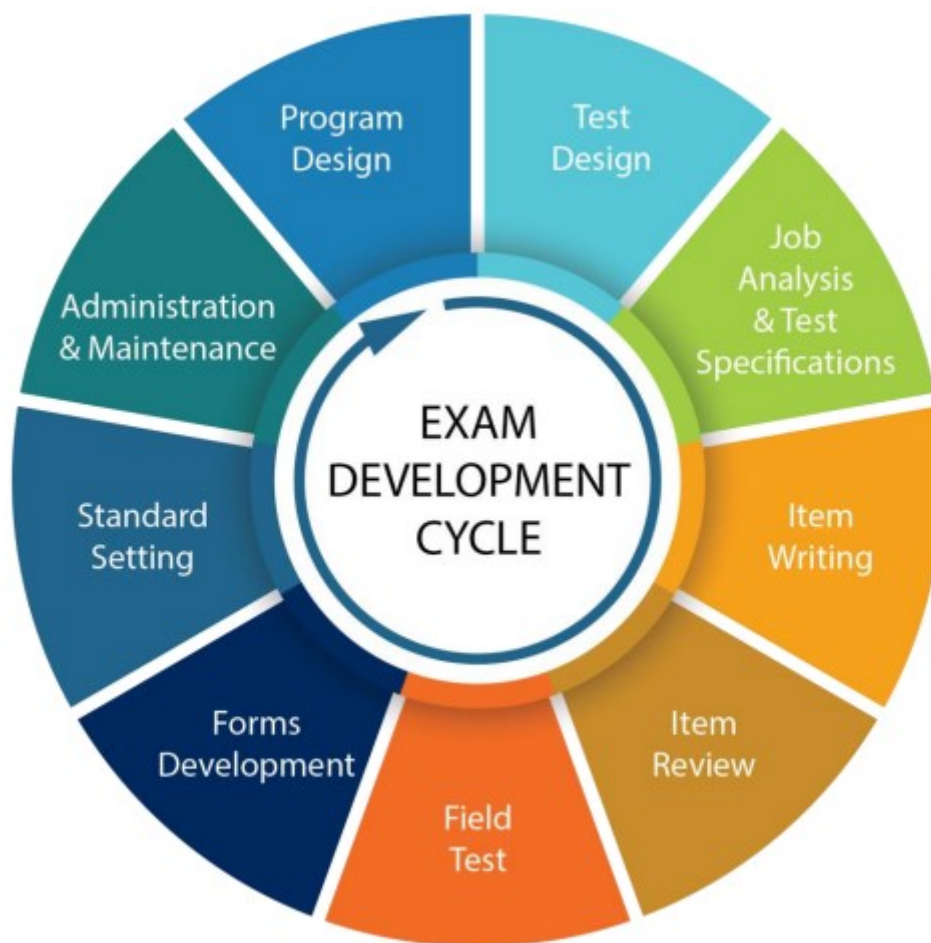 Program
Design
Test
Design
Job
Analysis
& Test
Specifications
Item
Writing
Item
Review
Field
Test
Forms
Development
Standard
Setting
Administration
& Maintenance
EXAM
DEVELOPMENT
CYCLE